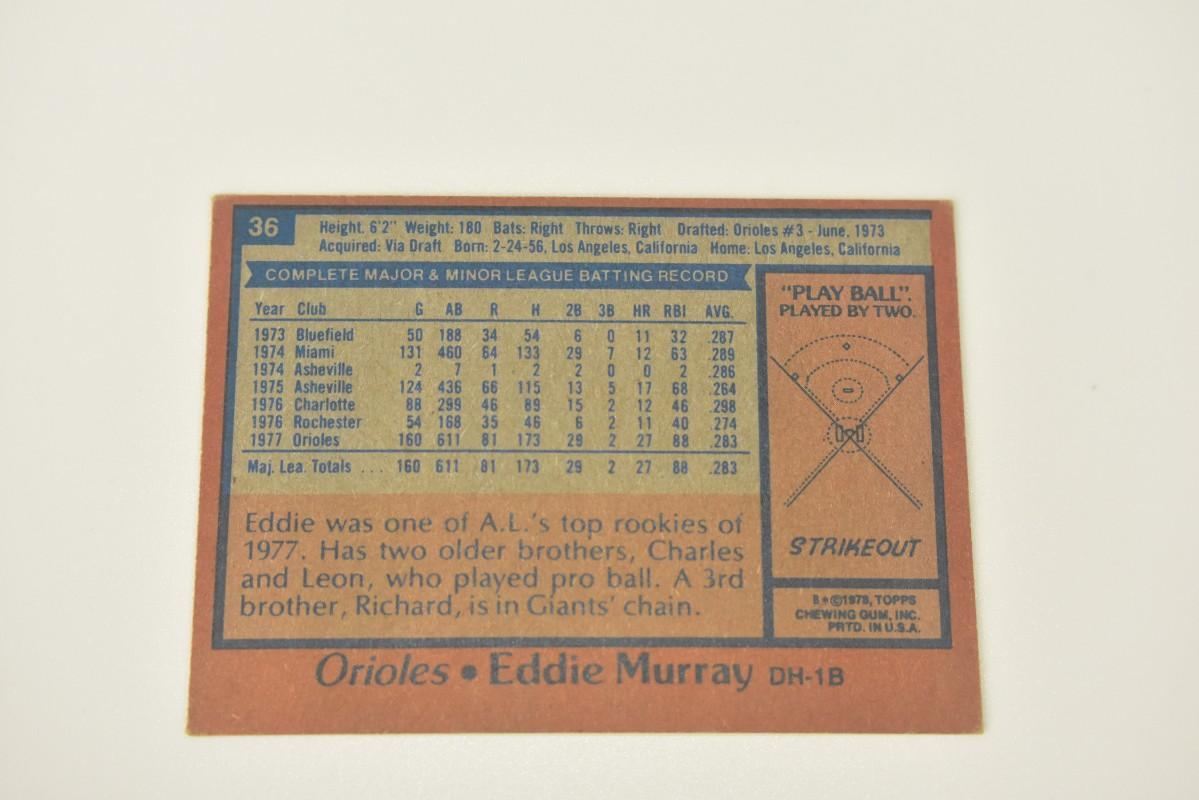 36
Height. 6'2" Weight: 180 Bats: Right Throws: Right Drafted: Orioles #3 - June, 1973
Acquired: Via Draft Born: 2-24-56, Los Angeles, California Home: Los Angeles, California
COMPLETE MAJOR & MINOR LEAGUE BATTING RECORD
Year Club G AB R H 2B 3B HR RBI AVG.
1973 Bluefield 50 188 34 54 6 0 11 32 .287
1974 Miami 131 460 64 133 29 7 12 63 .289
1974 Asheville 2 7 1 2 2 0 0 2 .286
1975 Asheville 124 436 66 115 13 5 17 68 .264
1976 Charlotte 88 299 46 89 15 2 12 46 .298
1976 Rochester 54 168 35 46 6 2 11 40 .274
1977 Orioles 160 611 81 173 29 2 27 88 .283
Maj. Lea. Totals ... 160 611 81 173 29 2 27 88 .283
Eddie was one of A.L.'s top rookies of
1977. Has two older brothers, Charles
and Leon, who played pro ball. A 3rd
brother, Richard, is in Giants' chain.
"PLAY BALL".
PLAYED BY TWO.
STRIKEOUT
B*©1978, TOPPS
CHEWING GUM, INC.
PRTD. IN U.S.A.
Orioles • Eddie Murray DH-1B